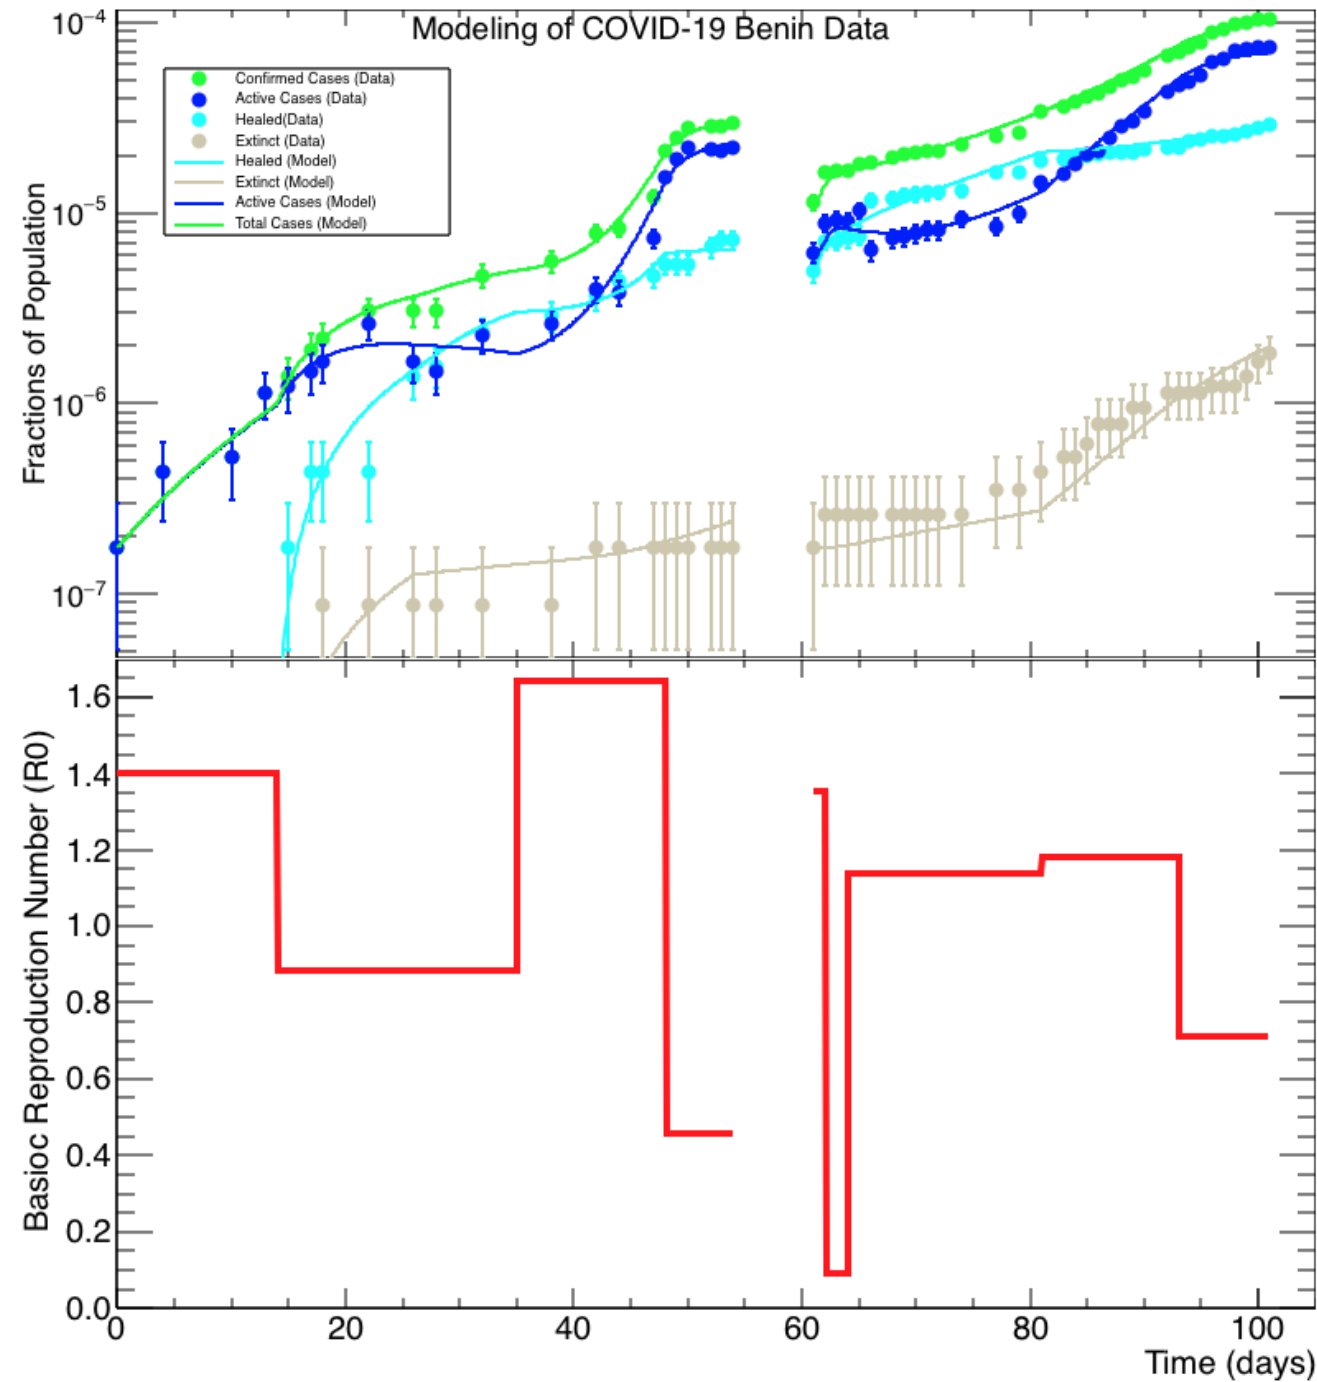 Modeling of COVID-19 Benin Data
Confirmed Cases (Data)
Active Cases (Data)
Healed(Data)
Extinct (Data)
Healed (Model)
Extinct (Model)
Active Cases (Model)
Total Cases (Model)
Fractions of Population
10−4
10−5
10−6
10−7
Basioc Reproduction Number (R0)
1.6
1.4
1.2
1.0
0.8
0.6
0.4
0.2
0.0
0 20 40 60 80 100
Time (days)